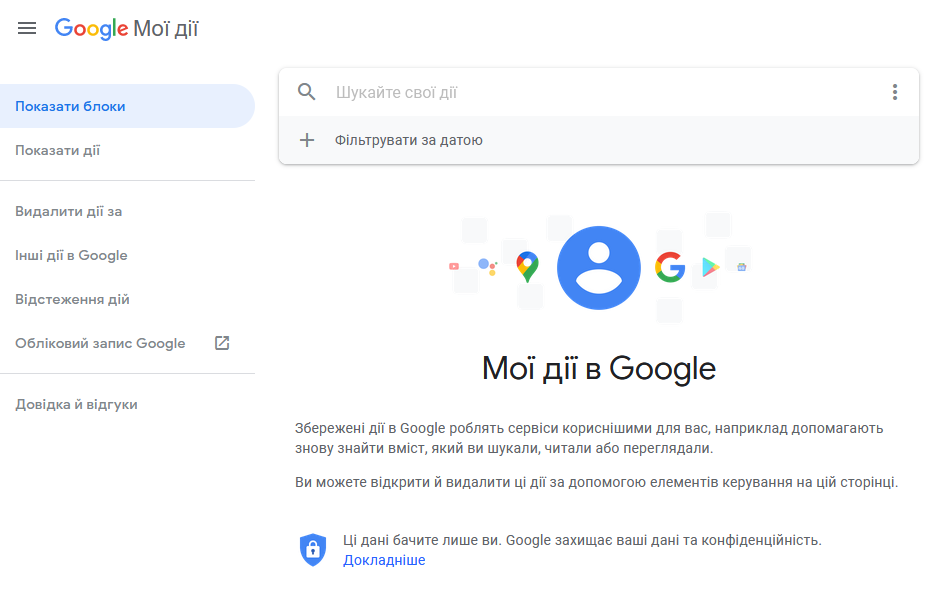 Google Мої дії
Показати блоки
Показати дії
Видалити дії за
Інші дії в Google
Відстеження дій
Обліковий запис Google
Довідка й відгуки
Шукайте свої дії
Фільтрувати за датою
Мої дії в Google
Збережені дії в Google роблять сервіси кориснішими для вас, наприклад допомагають
знову знайти вміст, який ви шукали, читали або переглядали.
Ви можете відкрити й видалити ці дії за допомогою елементів керування на цій сторінці.
Ці дані бачите лише ви. Google захищає ваші дані та конфіденційність.
Докладніше